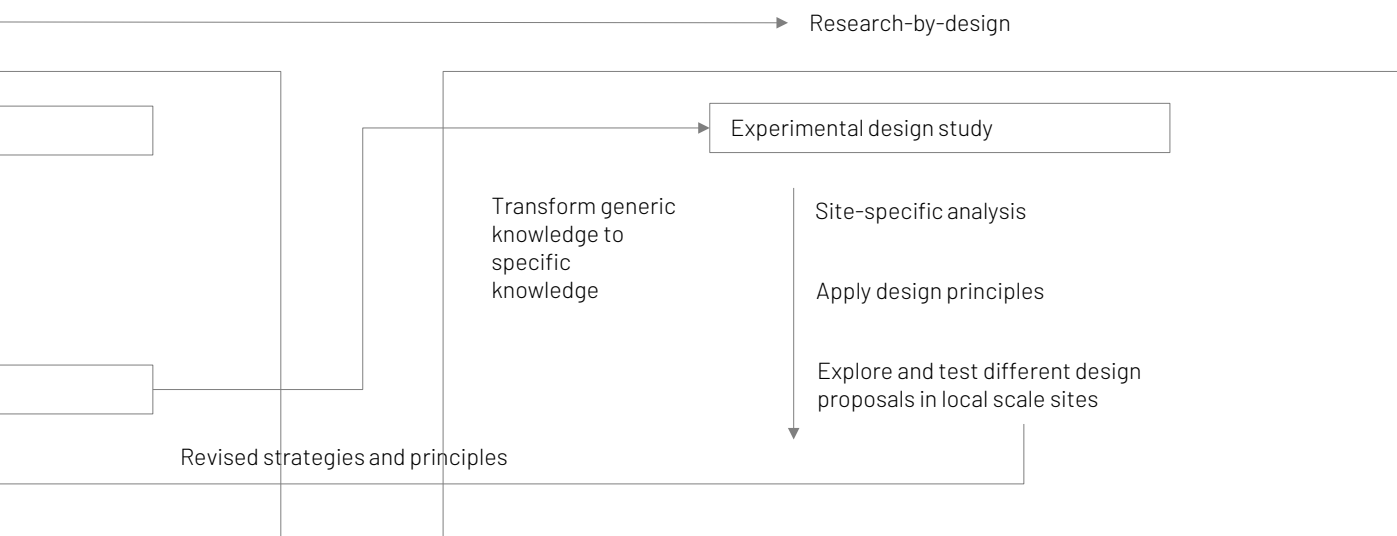 Research-by-design
Experimental design study
Transform generic
knowledge to
specific
knowledge
Site-specific analysis
Apply design principles
Explore and test different design
proposals in local scale sites
Revised strategies and principles